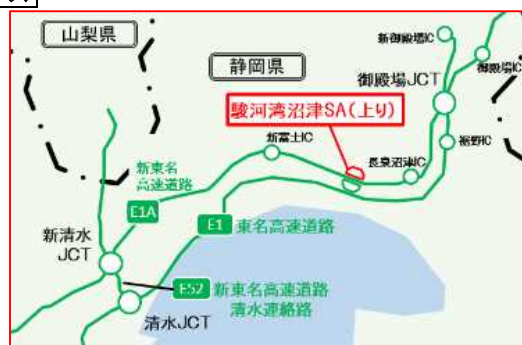 山梨県
静岡県
新御殿場IC
御殿場IC
御殿場JCT
駿河湾沼津SA(上り)
新富士IC
裾野IC
長泉沼津IC
新東名
高速道路
E1A
E1
東名高速道路
新清水
JCT
E52
新東名高速道路
清水連絡路
清水JCT